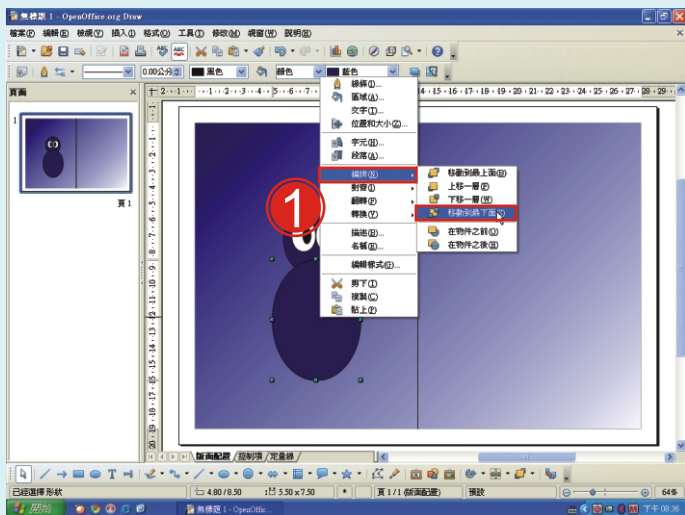 無標題 1 - OpenOffice.org Draw
檔案(F) 編輯(E) 檢視(V) 插入(I) 格式(O) 工具(T) 修改(M) 視窗(W) 說明(H)
0.00公分 黑色 顏色 藍色
頁面
1
頁 1
線條(I)...
區域(A)...
文字(T)...
位置和大小(Z)...
字元(H)...
段落(A)...
編排(N)
對齊(I)
翻轉(F)
轉換(Y)
描述(B)...
名稱(E)...
編輯樣式(G)...
剪下(T)
複製(C)
貼上(P)
移動到最上面(B)
上移一層(F)
下移一層(W)
移動到最下面
在物件之前(O)
在物件之後(H)
1
版面配置 控制項 尺量線
已經選擇 形狀 4.80 / 8.50 5.50 x 7.50 * 頁 1 / 1 (版面配置) 預設 64%
開始 無標題 1 - OpenOffic... 下午 08:36